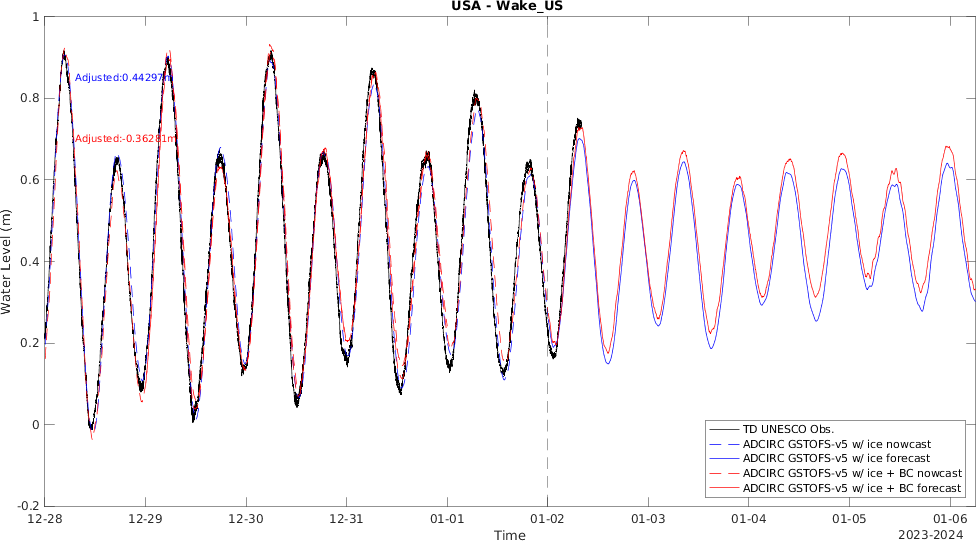 USA - Wake_US
1
0.8
0.6
0.4
0.2
0
-0.2
Water Level (m)
Adjusted:0.44297m
Adjusted:-0.36281m
TD UNESCO Obs.
ADCIRC GSTOFS-v5 w/ ice nowcast
ADCIRC GSTOFS-v5 w/ ice forecast
ADCIRC GSTOFS-v5 w/ ice + BC nowcast
ADCIRC GSTOFS-v5 w/ ice + BC forecast
12-28 12-29 12-30 12-31 01-01 01-02 01-03 01-04 01-05 01-06
Time
2023-2024